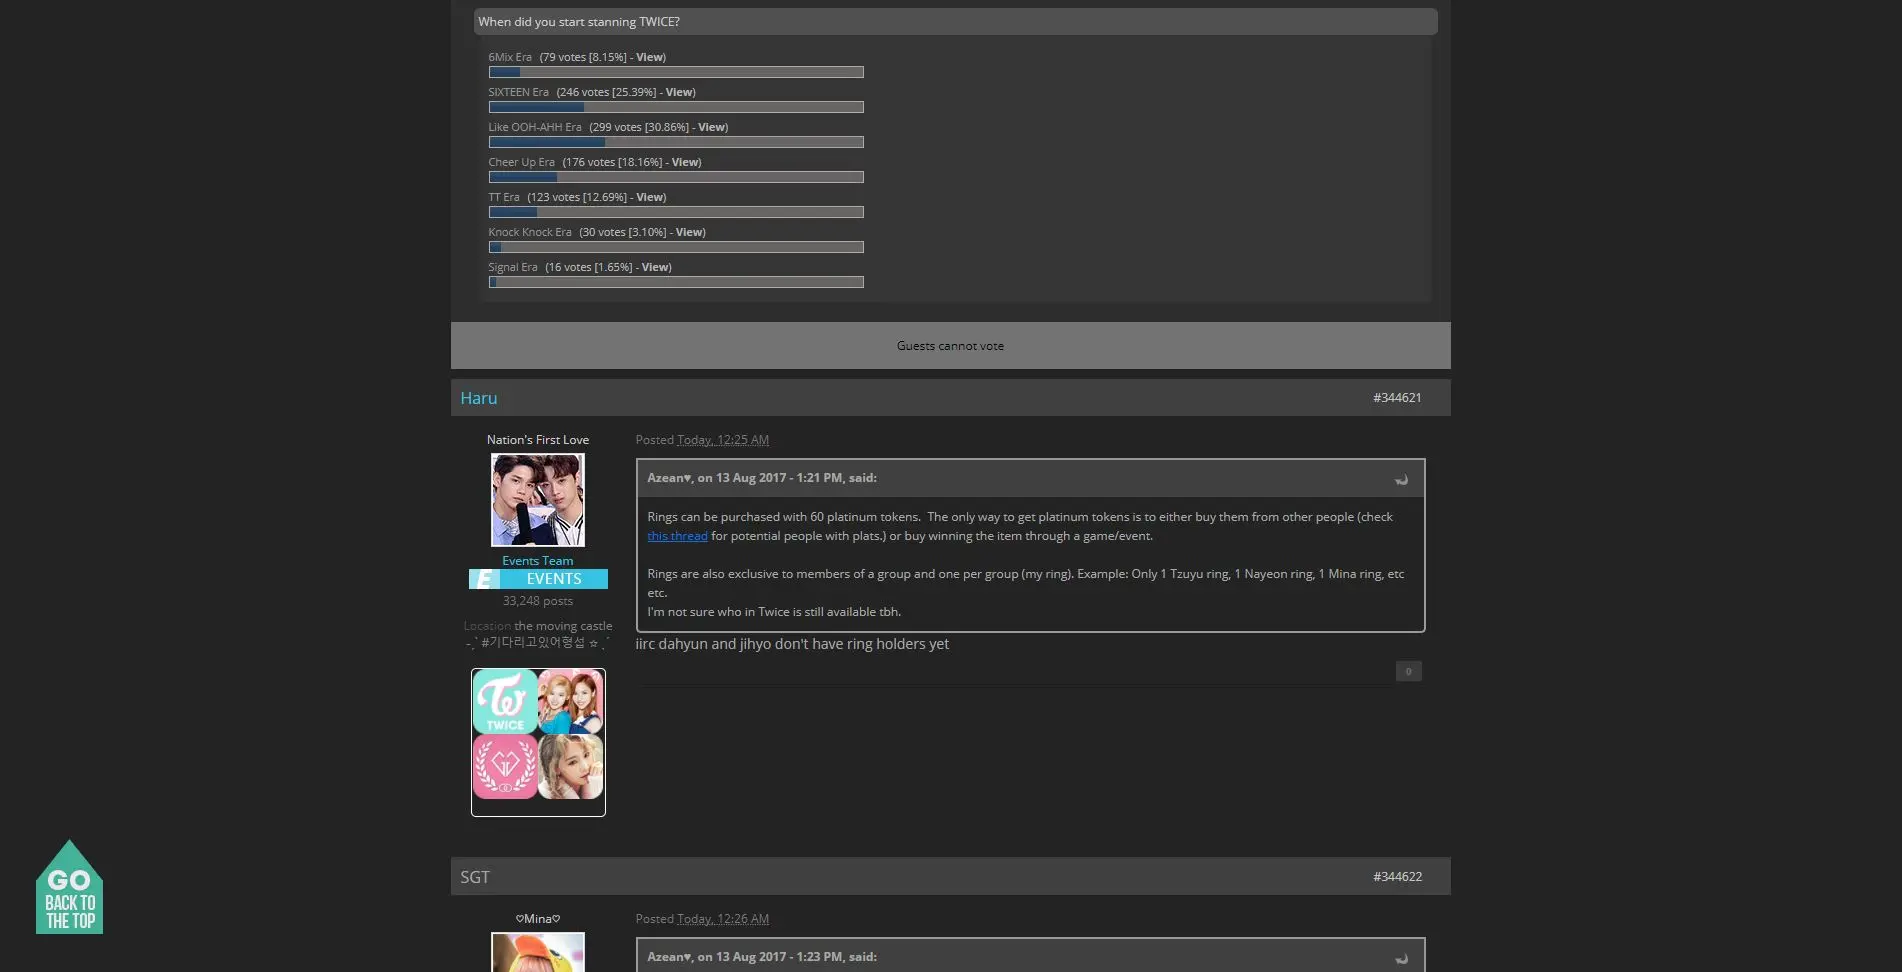 When did you start stanning TWICE?
6Mix Era (79 votes [8.15%] - View)
SIXTEEN Era (246 votes [25.39%] - View)
Like OOH-AHH Era (299 votes [30.86%] - View)
Cheer Up Era (176 votes [18.16%] - View)
TT Era (123 votes [12.69%] - View)
Knock Knock Era (30 votes [3.10%] - View)
Signal Era (16 votes [1.65%] - View)
Guests cannot vote
Haru #344621
Nation's First Love
Events Team
E EVENTS
33,248 posts
Location the moving castle
-ˏˋ #기다리고있어형섭 ☆ ˎˊ
TWICE
Posted Today, 12:25 AM
Azean♥, on 13 Aug 2017 - 1:21 PM, said:
Rings can be purchased with 60 platinum tokens.  The only way to get platinum tokens is to either buy them from other people (check
this thread for potential people with plats.) or buy winning the item through a game/event.
Rings are also exclusive to members of a group and one per group (my ring). Example: Only 1 Tzuyu ring, 1 Nayeon ring, 1 Mina ring, etc
etc.
I'm not sure who in Twice is still available tbh.
iirc dahyun and jihyo don't have ring holders yet
0
SGT #344622
♡Mina♡
Posted Today, 12:26 AM
Azean♥, on 13 Aug 2017 - 1:23 PM, said:
GO
BACK TO
THE TOP